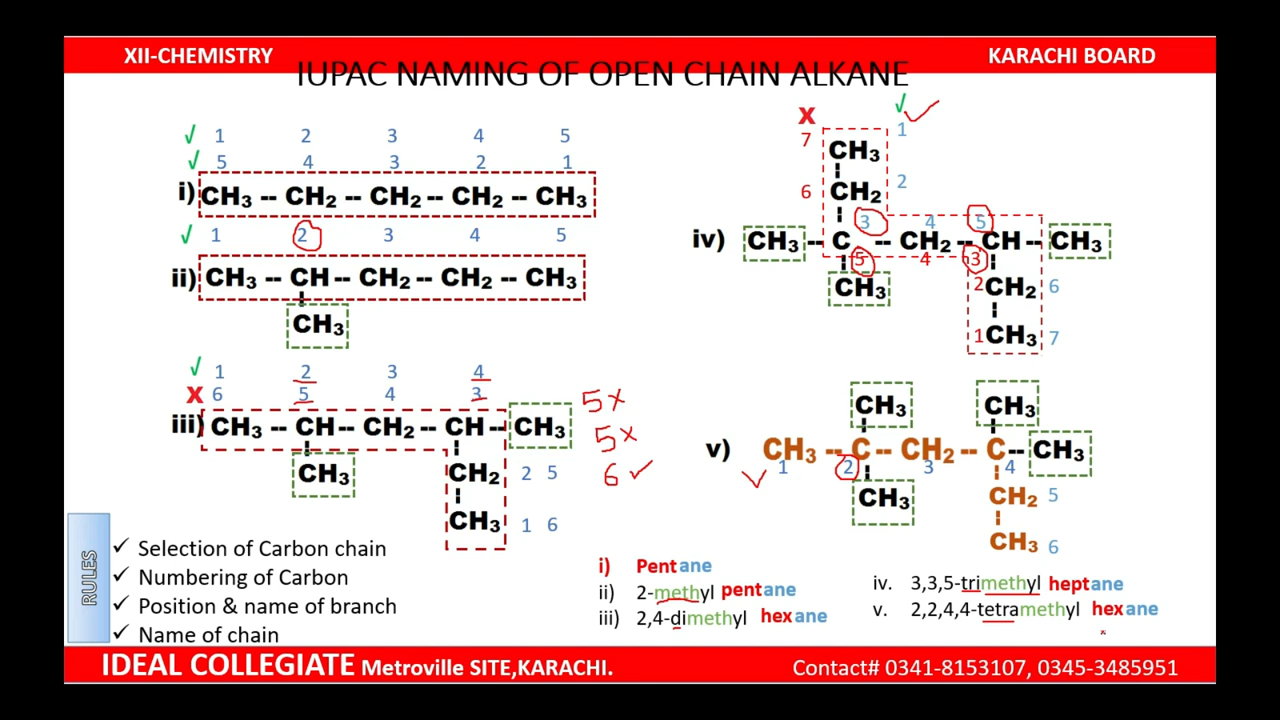 XII-CHEMISTRY
KARACHI BOARD
IUPAC NAMING OF OPEN CHAIN ALKANE
√ 1 2 3 4 5
√ 5 4 3 2 1
i) CH3 -- CH2 -- CH2 -- CH2 -- CH3
√ 1 2 3 4 5
ii) CH3 -- CH -- CH2 -- CH2 -- CH3
CH3
√ 1 2 3 4
X 6 5 4 3
iii) CH3 -- CH -- CH2 -- CH -- CH3
CH3 CH2 2 5
CH3 1 6
5 x
5 x
6 ✓
X √ ✓
7 CH3 1
6 CH2 2
3 4 5
iv) CH3 -- C -- CH2 -- CH -- CH3
5 4 3
CH3 2 CH2 6
1 CH3 7
CH3 CH3
v) CH3 -- C -- CH2 -- C -- CH3
✓ 1 2 3 4
CH3 CH2 5
CH3 6
RULES
✓ Selection of Carbon chain
✓ Numbering of Carbon
✓ Position & name of branch
✓ Name of chain
i) Pentane
ii) 2-methyl pentane
iii) 2,4-dimethyl hexane
iv. 3,3,5-trimethyl heptane
v. 2,2,4,4-tetramethyl hexane
IDEAL COLLEGIATE Metroville SITE,KARACHI.
Contact# 0341-8153107, 0345-3485951